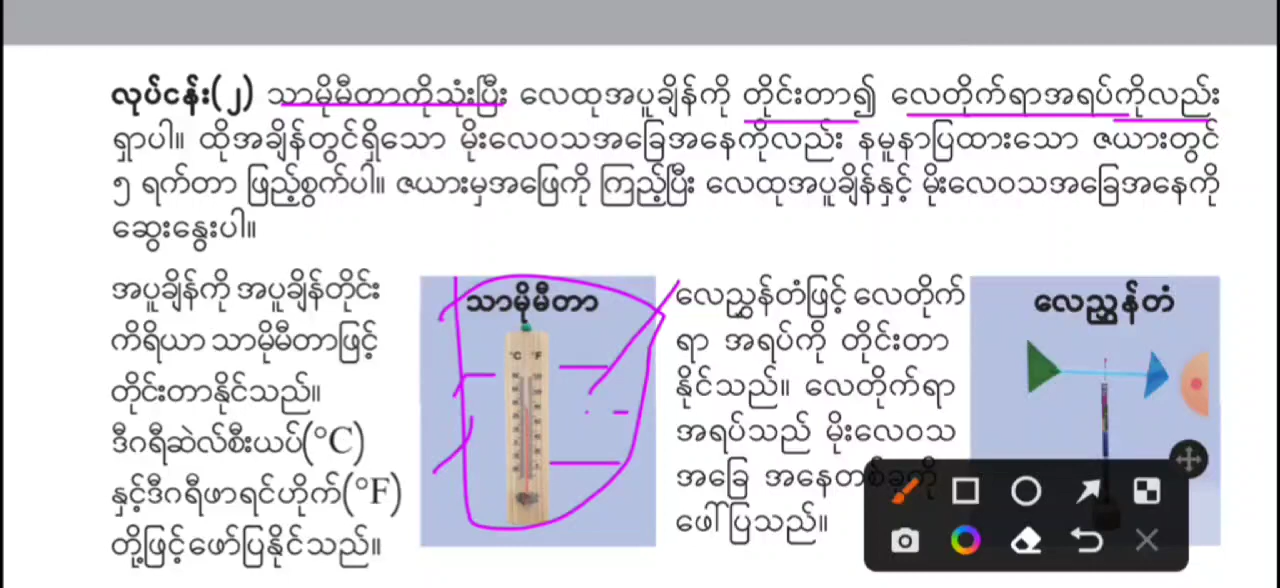 လုပ်ငန်း(၂) သာမိုမီတာကိုသုံးပြီး လေထုအပူချိန်ကို တိုင်းတာ၍ လေတိုက်ရာအရပ်ကိုလည်း
ရှာပါ။ ထိုအချိန်တွင်ရှိသော မိုးလေဝသအခြေအနေကိုလည်း နမူနာပြထားသော ဇယားတွင်
၅ ရက်တာ ဖြည့်စွက်ပါ။ ဇယားမှအဖြေကို ကြည့်ပြီး လေထုအပူချိန်နှင့် မိုးလေဝသအခြေအနေကို
ဆွေးနွေးပါ။
အပူချိန်ကို အပူချိန်တိုင်း
ကိရိယာ သာမိုမီတာဖြင့်
တိုင်းတာနိုင်သည်။
ဒီဂရီဆဲလ်စီးယပ်(°C)
နှင့်ဒီဂရီဖာရင်ဟိုက်(°F)
တို့ဖြင့်ဖော်ပြနိုင်သည်။
သာမိုမီတာ
°C °F
လေညွှန်တံဖြင့် လေတိုက်
ရာ အရပ်ကို တိုင်းတာ
နိုင်သည်။ လေတိုက်ရာ
အရပ်သည် မိုးလေဝသ
အခြေ အနေတစ်ခုကို
ဖေါ်ပြသည်။
လေညွှန်တံ